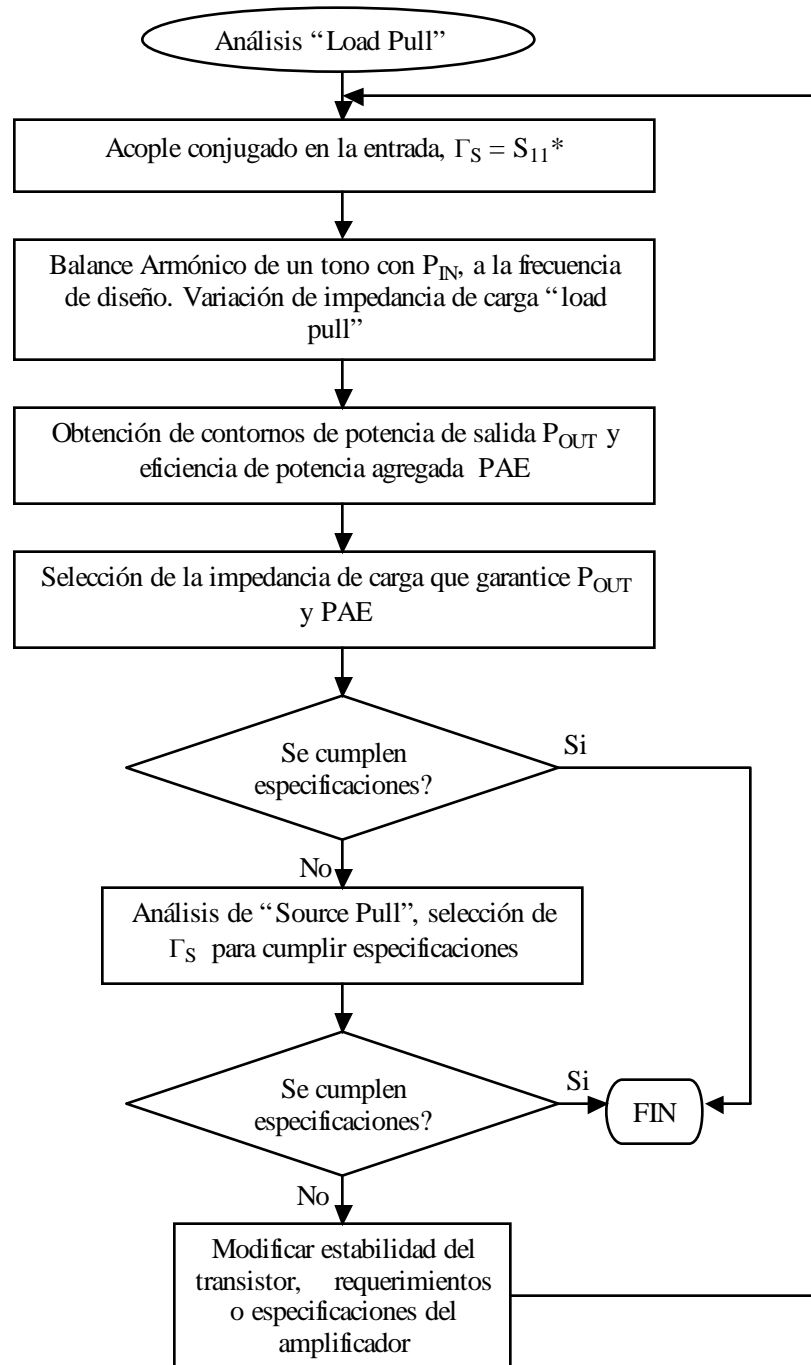 Análisis “Load Pull”
Acople conjugado en la entrada, ΓS = S11*
Balance Armónico de un tono con PIN, a la frecuencia
de diseño. Variación de impedancia de carga “load
pull”
Obtención de contornos de potencia de salida POUT y
eficiencia de potencia agregada PAE
Selección de la impedancia de carga que garantice POUT
y PAE
Se cumplen
especificaciones?
Si
No
Análisis de “Source Pull”, selección de
ΓS para cumplir especificaciones
Se cumplen
especificaciones?
Si
FIN
No
Modificar estabilidad del
transistor, requerimientos
o especificaciones del
amplificador